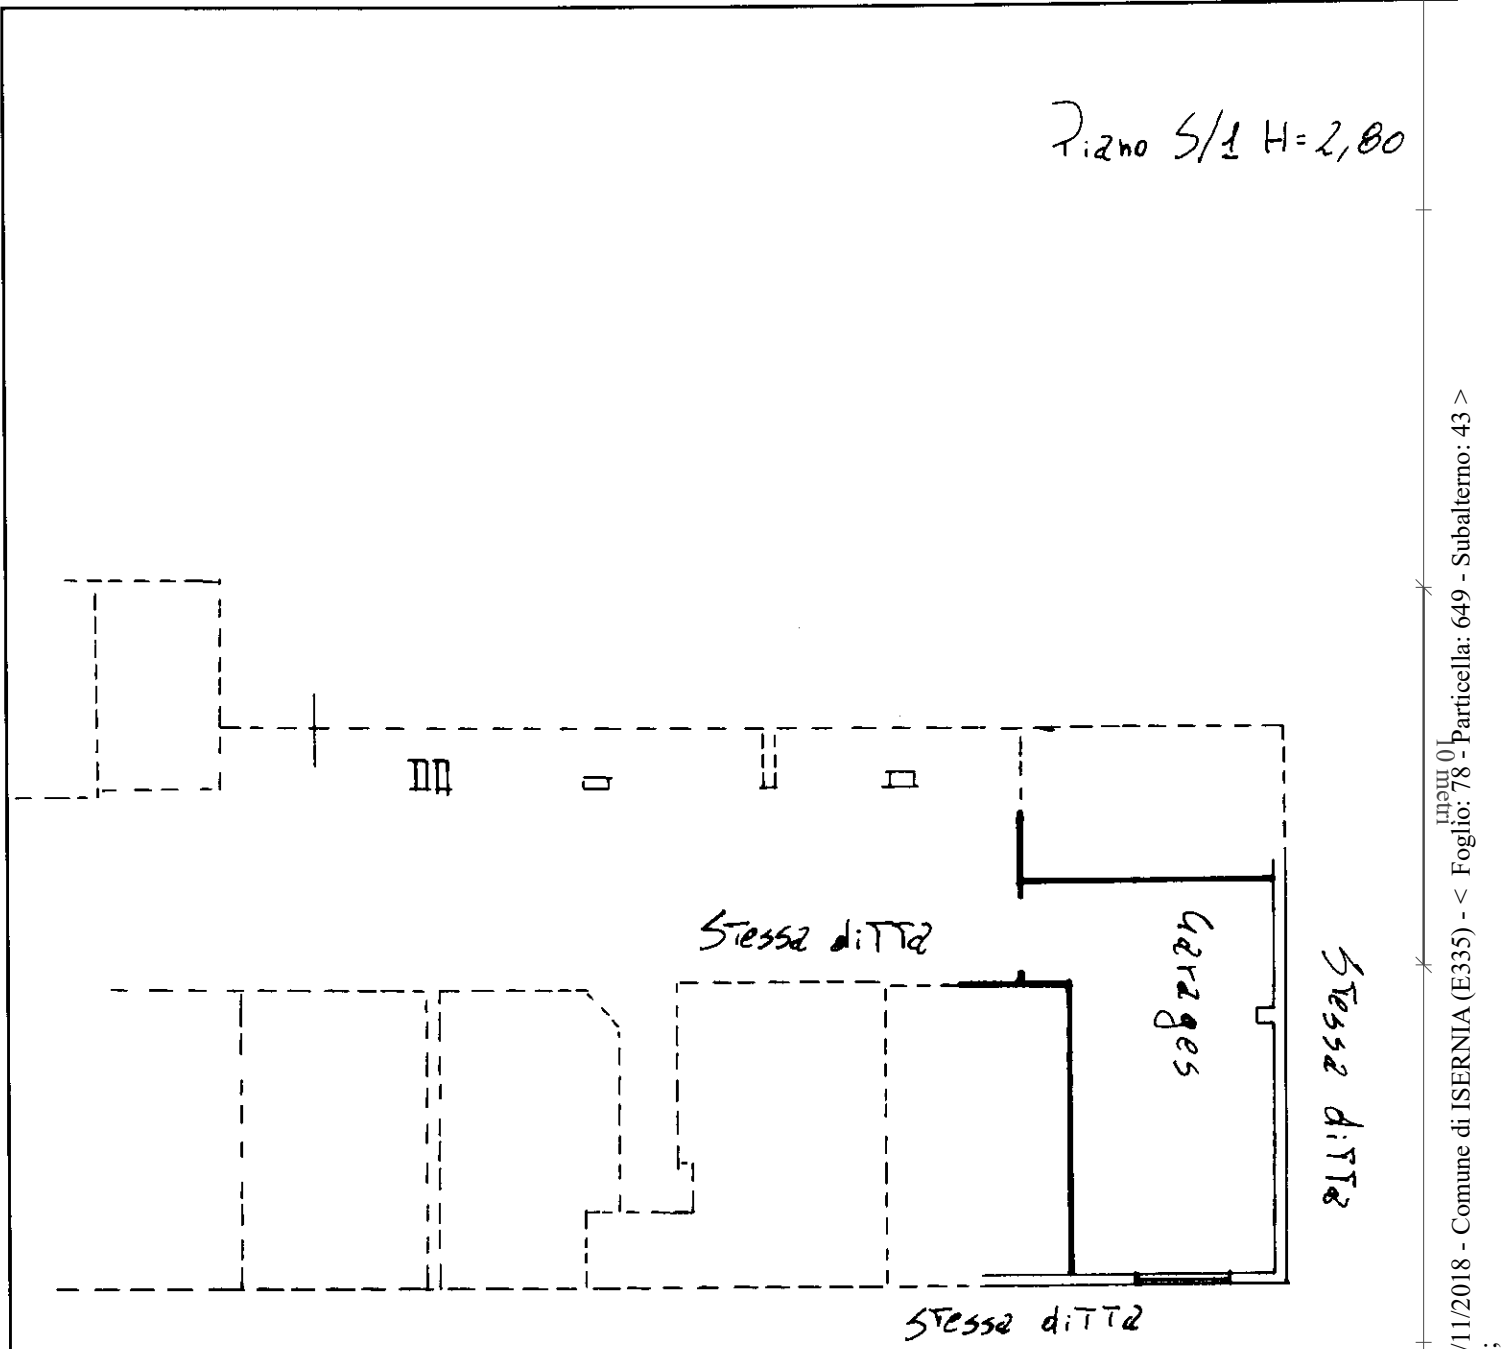 Piano S/1 H=2,80
Stessa ditta
Garages
Stessa ditta
Stessa ditta
10 metri
/11/2018 - Comune di ISERNIA (E335) - < Foglio: 78 - Particella: 649 - Subalterno: 43 >